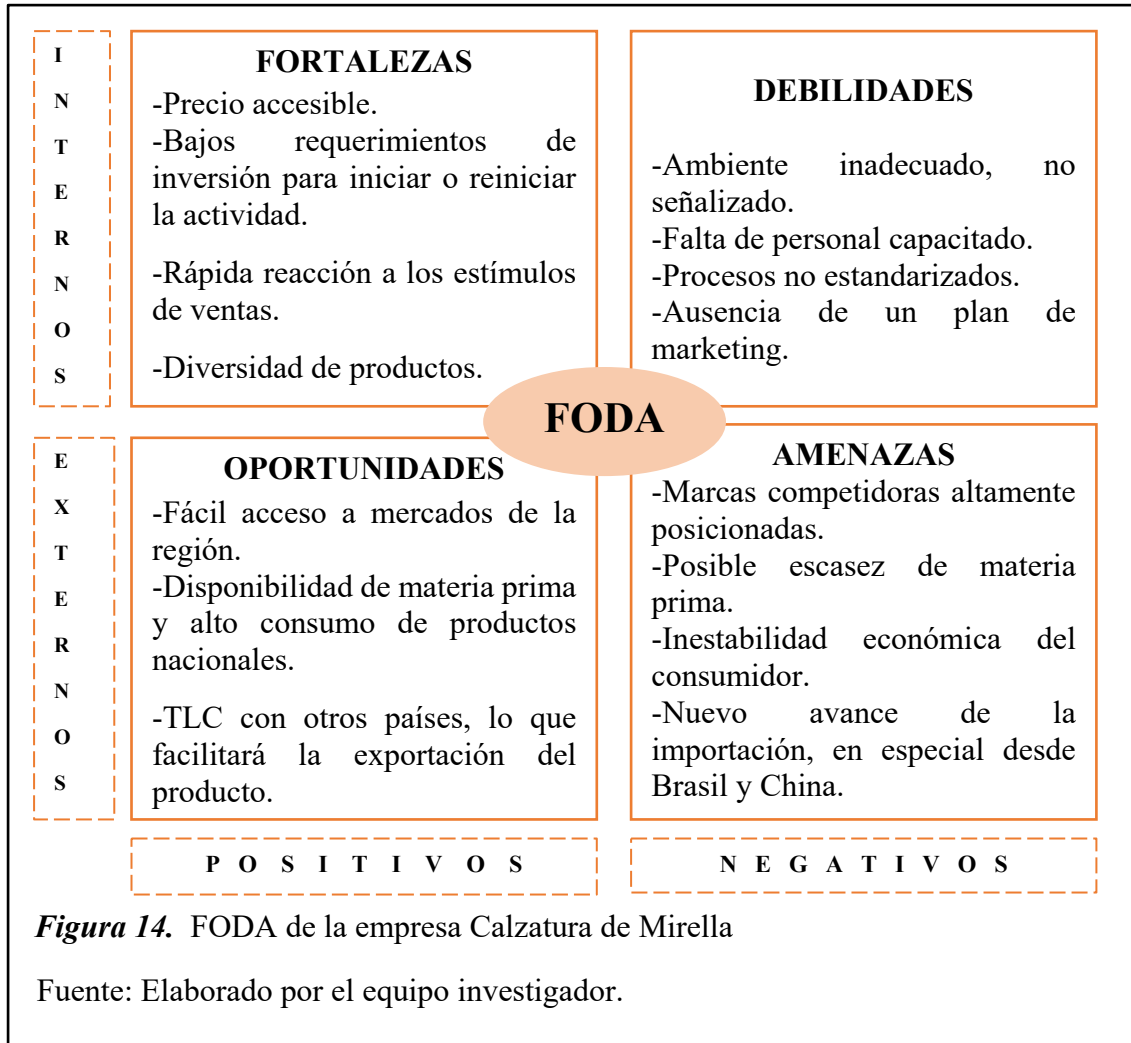 INTERNOS
FORTALEZAS
-Precio accesible.
-Bajos requerimientos de
inversión para iniciar o reiniciar
la actividad.
-Rápida reacción a los estímulos
de ventas.
-Diversidad de productos.
DEBILIDADES
-Ambiente inadecuado, no
señalizado.
-Falta de personal capacitado.
-Procesos no estandarizados.
-Ausencia de un plan de
marketing.
FODA
EXTERNOS
OPORTUNIDADES
-Fácil acceso a mercados de la
región.
-Disponibilidad de materia prima
y alto consumo de productos
nacionales.
-TLC con otros países, lo que
facilitará la exportación del
producto.
AMENAZAS
-Marcas competidoras altamente
posicionadas.
-Posible escasez de materia
prima.
-Inestabilidad económica del
consumidor.
-Nuevo avance de la
importación, en especial desde
Brasil y China.
POSITIVOS
NEGATIVOS
Figura 14. FODA de la empresa Calzatura de Mirella
Fuente: Elaborado por el equipo investigador.